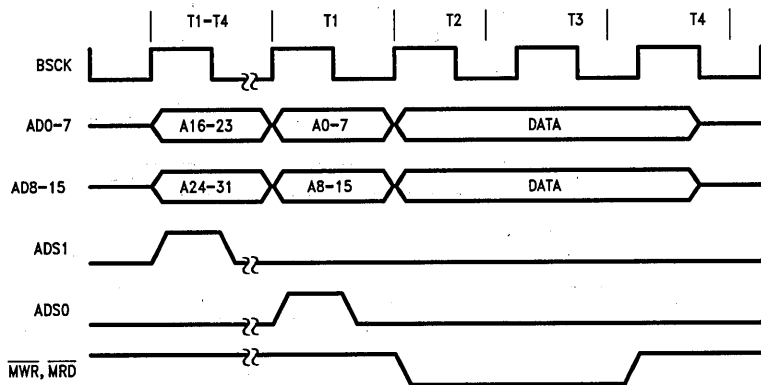 T1-T4 T1 T2 T3 T4
BSCK
AD0-7 A16-23 A0-7 DATA
AD8-15 A24-31 A8-15 DATA
ADS1
ADS0
MWR, MRD